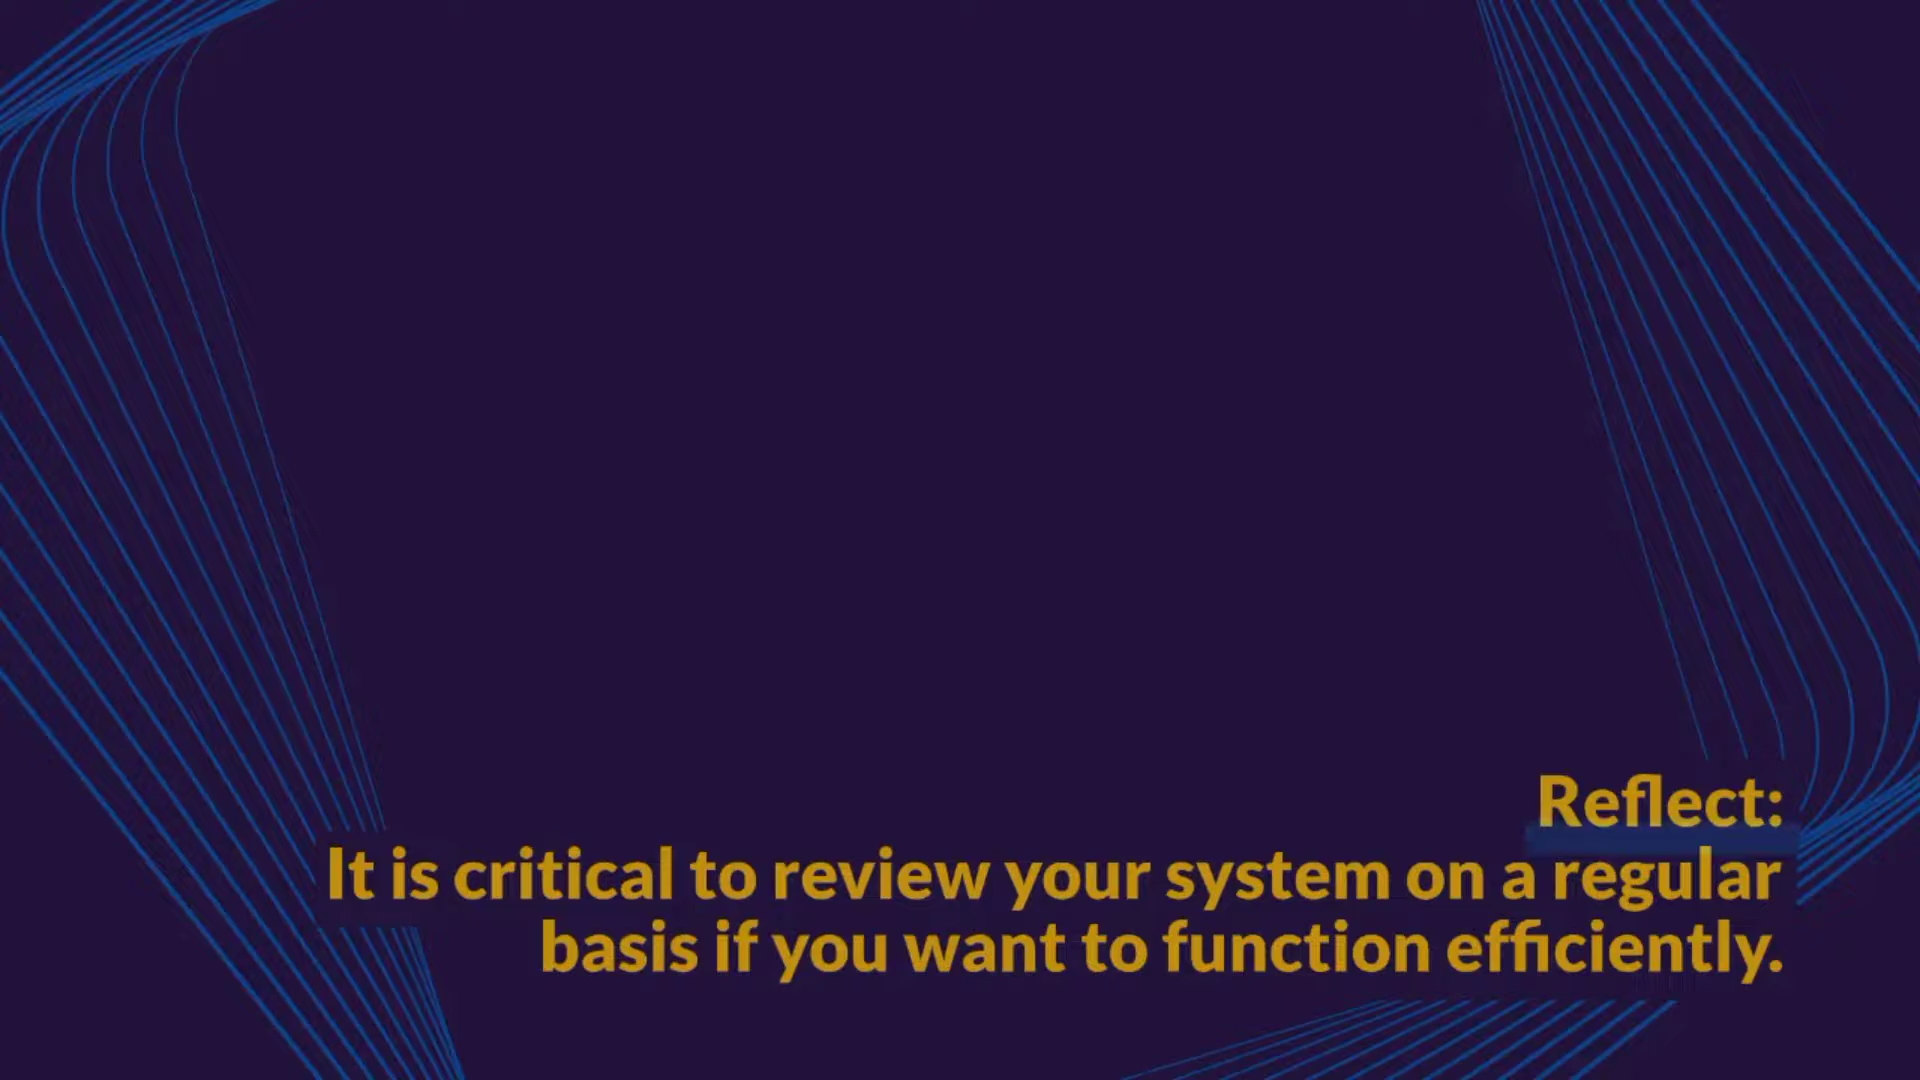 Reflect:
It is critical to review your system on a regular
basis if you want to function efficiently.